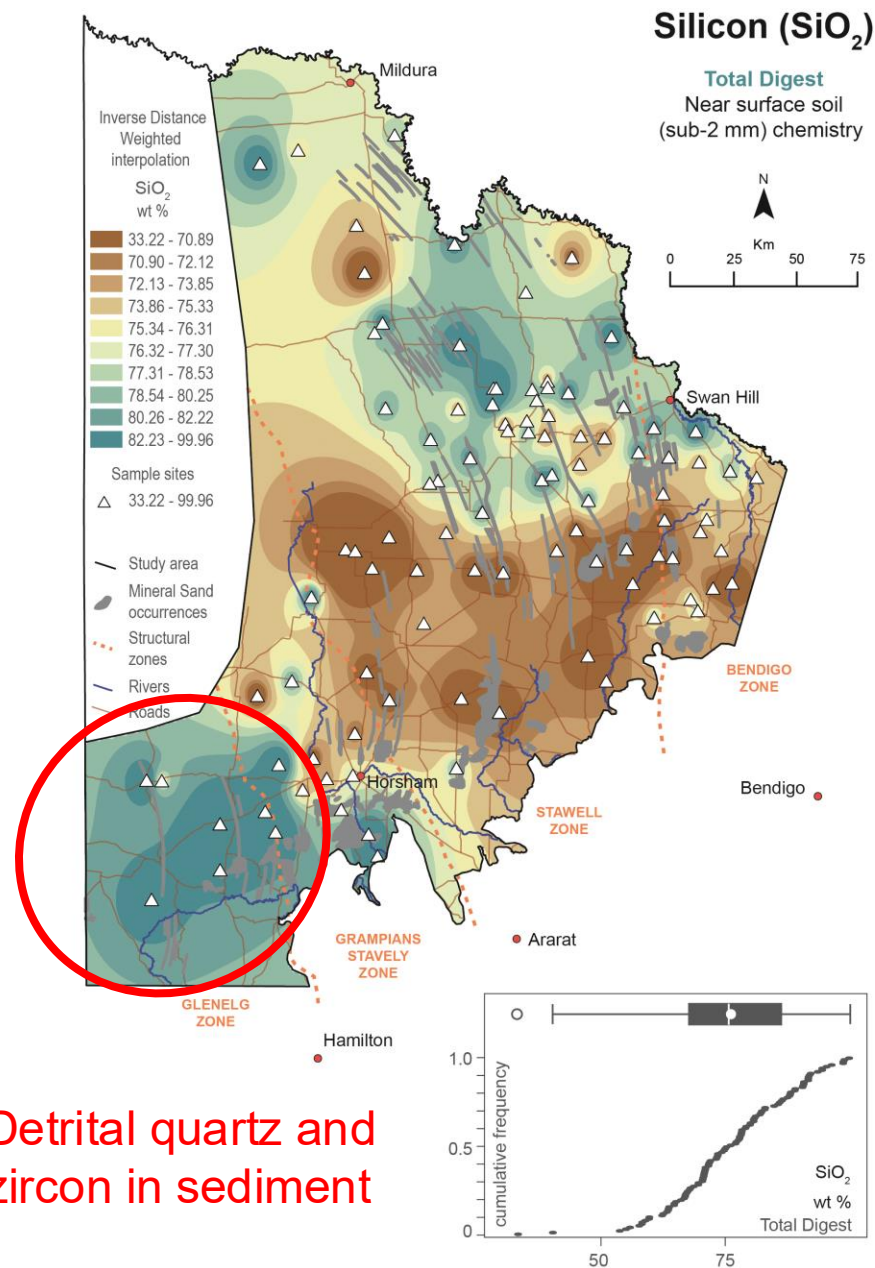 Silicon (SiO₂)
Total Digest
Near surface soil
(sub-2 mm) chemistry
N
Km
0 25 50 75
Mildura
Inverse Distance
Weighted
interpolation
SiO₂
wt %
33.22 - 70.89
70.90 - 72.12
72.13 - 73.85
73.86 - 75.33
75.34 - 76.31
76.32 - 77.30
77.31 - 78.53
78.54 - 80.25
80.26 - 82.22
82.23 - 99.96
Sample sites
33.22 - 99.96
Study area
Mineral Sand
occurrences
Structural
zones
Rivers
Roads
Swan Hill
BENDIGO
ZONE
Horsham
Bendigo
STAWELL
ZONE
Ararat
GRAMPIANS
STAVELY
ZONE
GLENELG
ZONE
Hamilton
Detrital quartz and
zircon in sediment
1.0
cumulative frequency
0.5
0
SiO₂
wt %
Total Digest
50 75